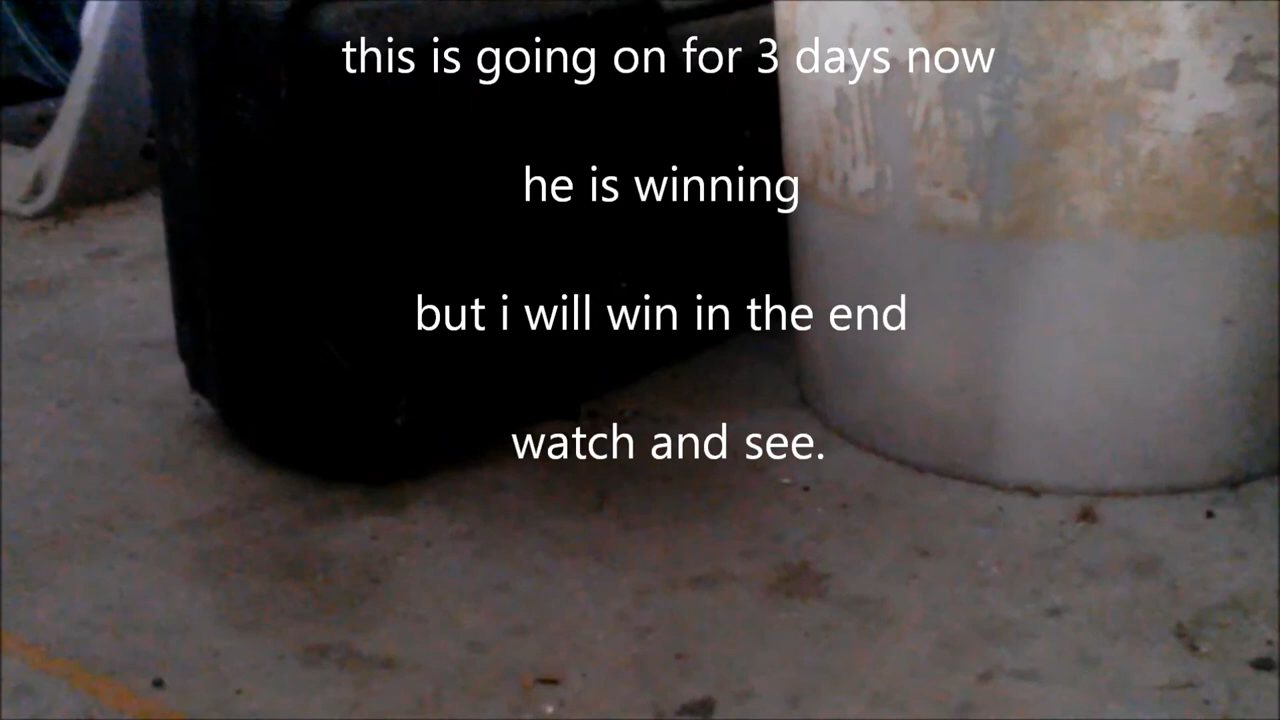 this is going on for 3 days now
he is winning
but i will win in the end
watch and see.